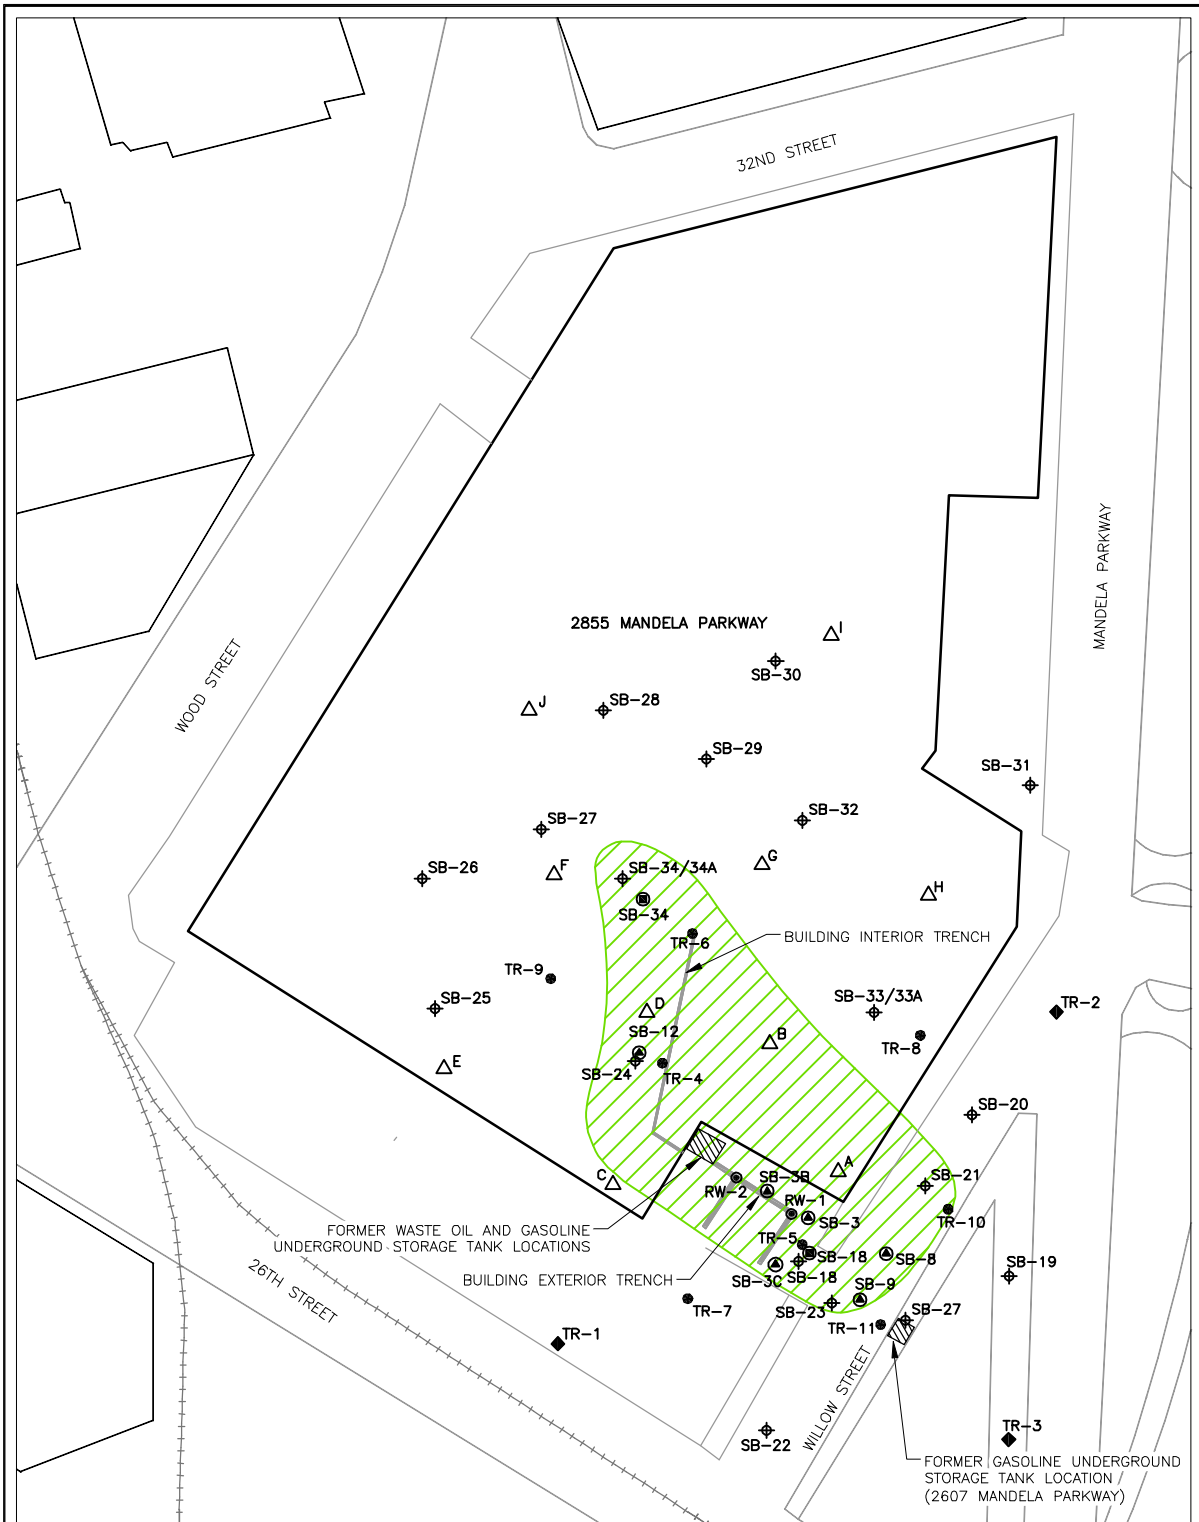 32ND STREET
MANDELA PARKWAY
2855 MANDELA PARKWAY
I
SB-30
WOOD STREET
J
SB-28
SB-29
SB-31
SB-27
SB-32
SB-26
F
SB-34/34A
G
H
SB-34
TR-6
BUILDING INTERIOR TRENCH
TR-9
SB-25
D
SB-33/33A
TR-2
SB-12
B
TR-8
E
SB-24
TR-4
SB-20
C
A
SB-3B
SB-21
RW-2
RW-1
TR-10
SB-3
FORMER WASTE OIL AND GASOLINE
UNDERGROUND STORAGE TANK LOCATIONS
TR-5
SB-18
SB-8
BUILDING EXTERIOR TRENCH
SB-3C
SB-18
SB-19
26TH STREET
SB-9
TR-7
SB-23
SB-27
TR-11
TR-1
WILLOW STREET
SB-22
TR-3
FORMER GASOLINE UNDERGROUND
STORAGE TANK LOCATION
(2607 MANDELA PARKWAY)